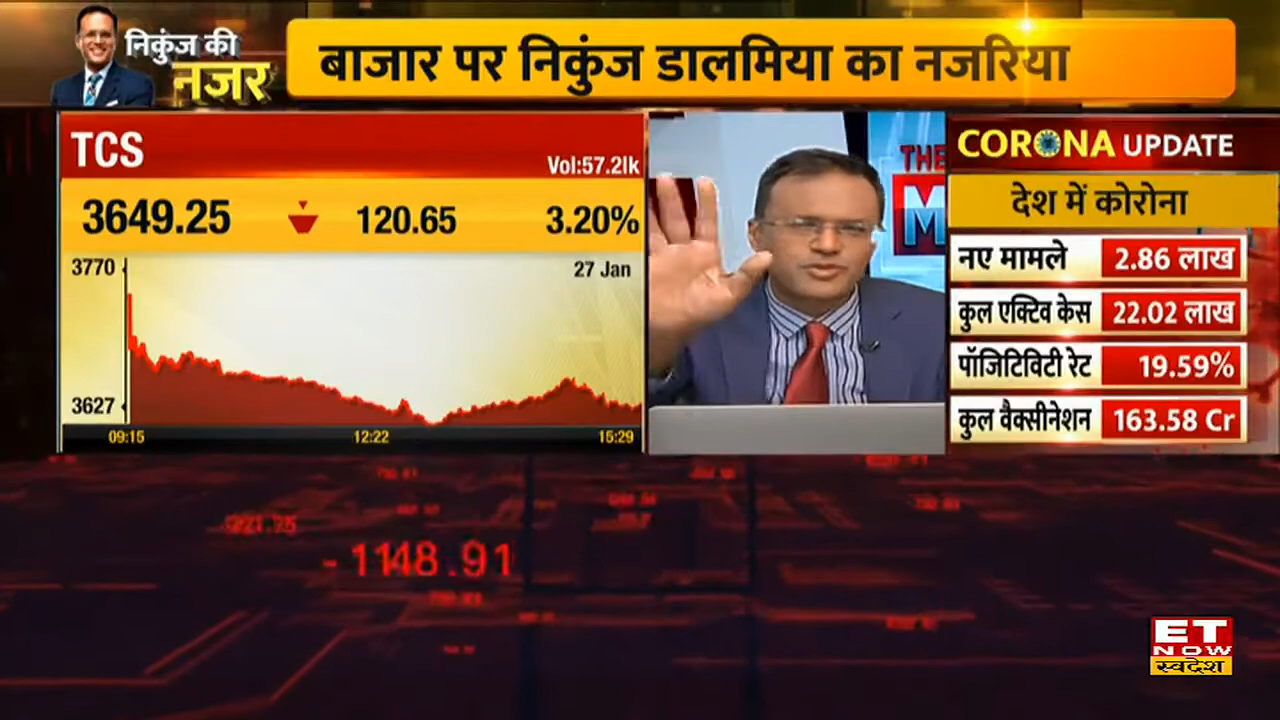 निकुंज की
नजर
बाजार पर निकुंज डालमिया का नजरिया
TCS
Vol:57.2lk
3649.25 120.65 3.20%
3770
27 Jan
3627
09:15 12:22 15:29
THE
M
CORONA UPDATE
देश में कोरोना
नए मामले 2.86 लाख
कुल एक्टिव केस 22.02 लाख
पॉजिटिविटी रेट 19.59%
कुल वैक्सीनेशन 163.58 Cr
-1148.91
ET
NOW
स्वदेश